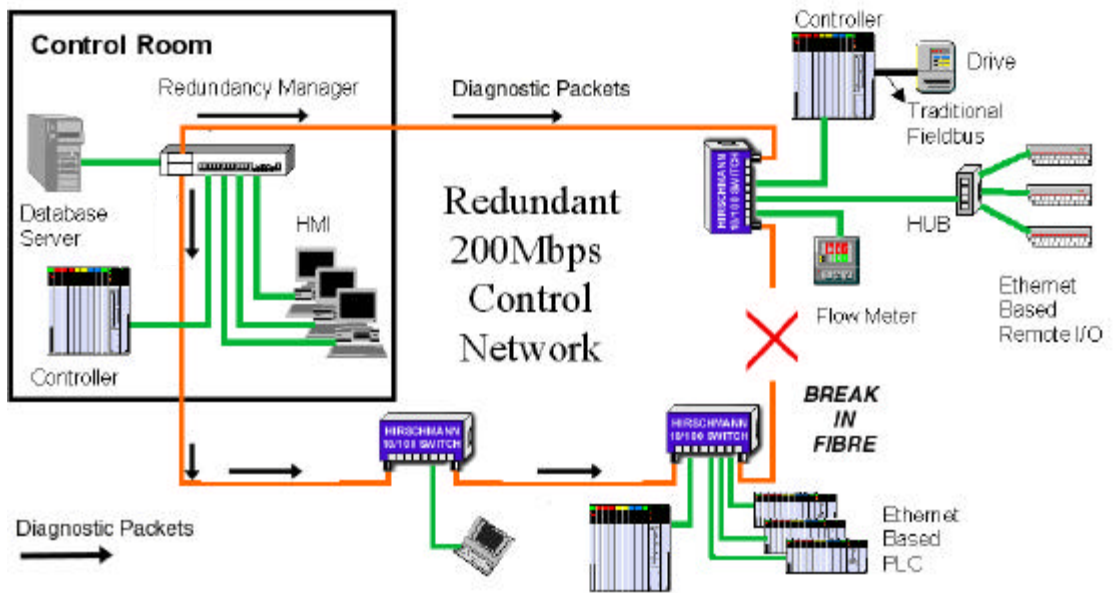 Control Room
Redundancy Manager
Database
Server
HMI
Controller
Diagnostic Packets
Controller
Drive
Traditional
Fieldbus
HIRSCHMANN
10/100 SWITCH
HUB
Ethernet
Based
Remote I/O
Flow Meter
Redundant
200Mbps
Control
Network
BREAK
IN
FIBRE
HIRSCHMANN
10/100 SWITCH
HIRSCHMANN
10/100 SWITCH
Ethernet
Based
PLC
Diagnostic Packets